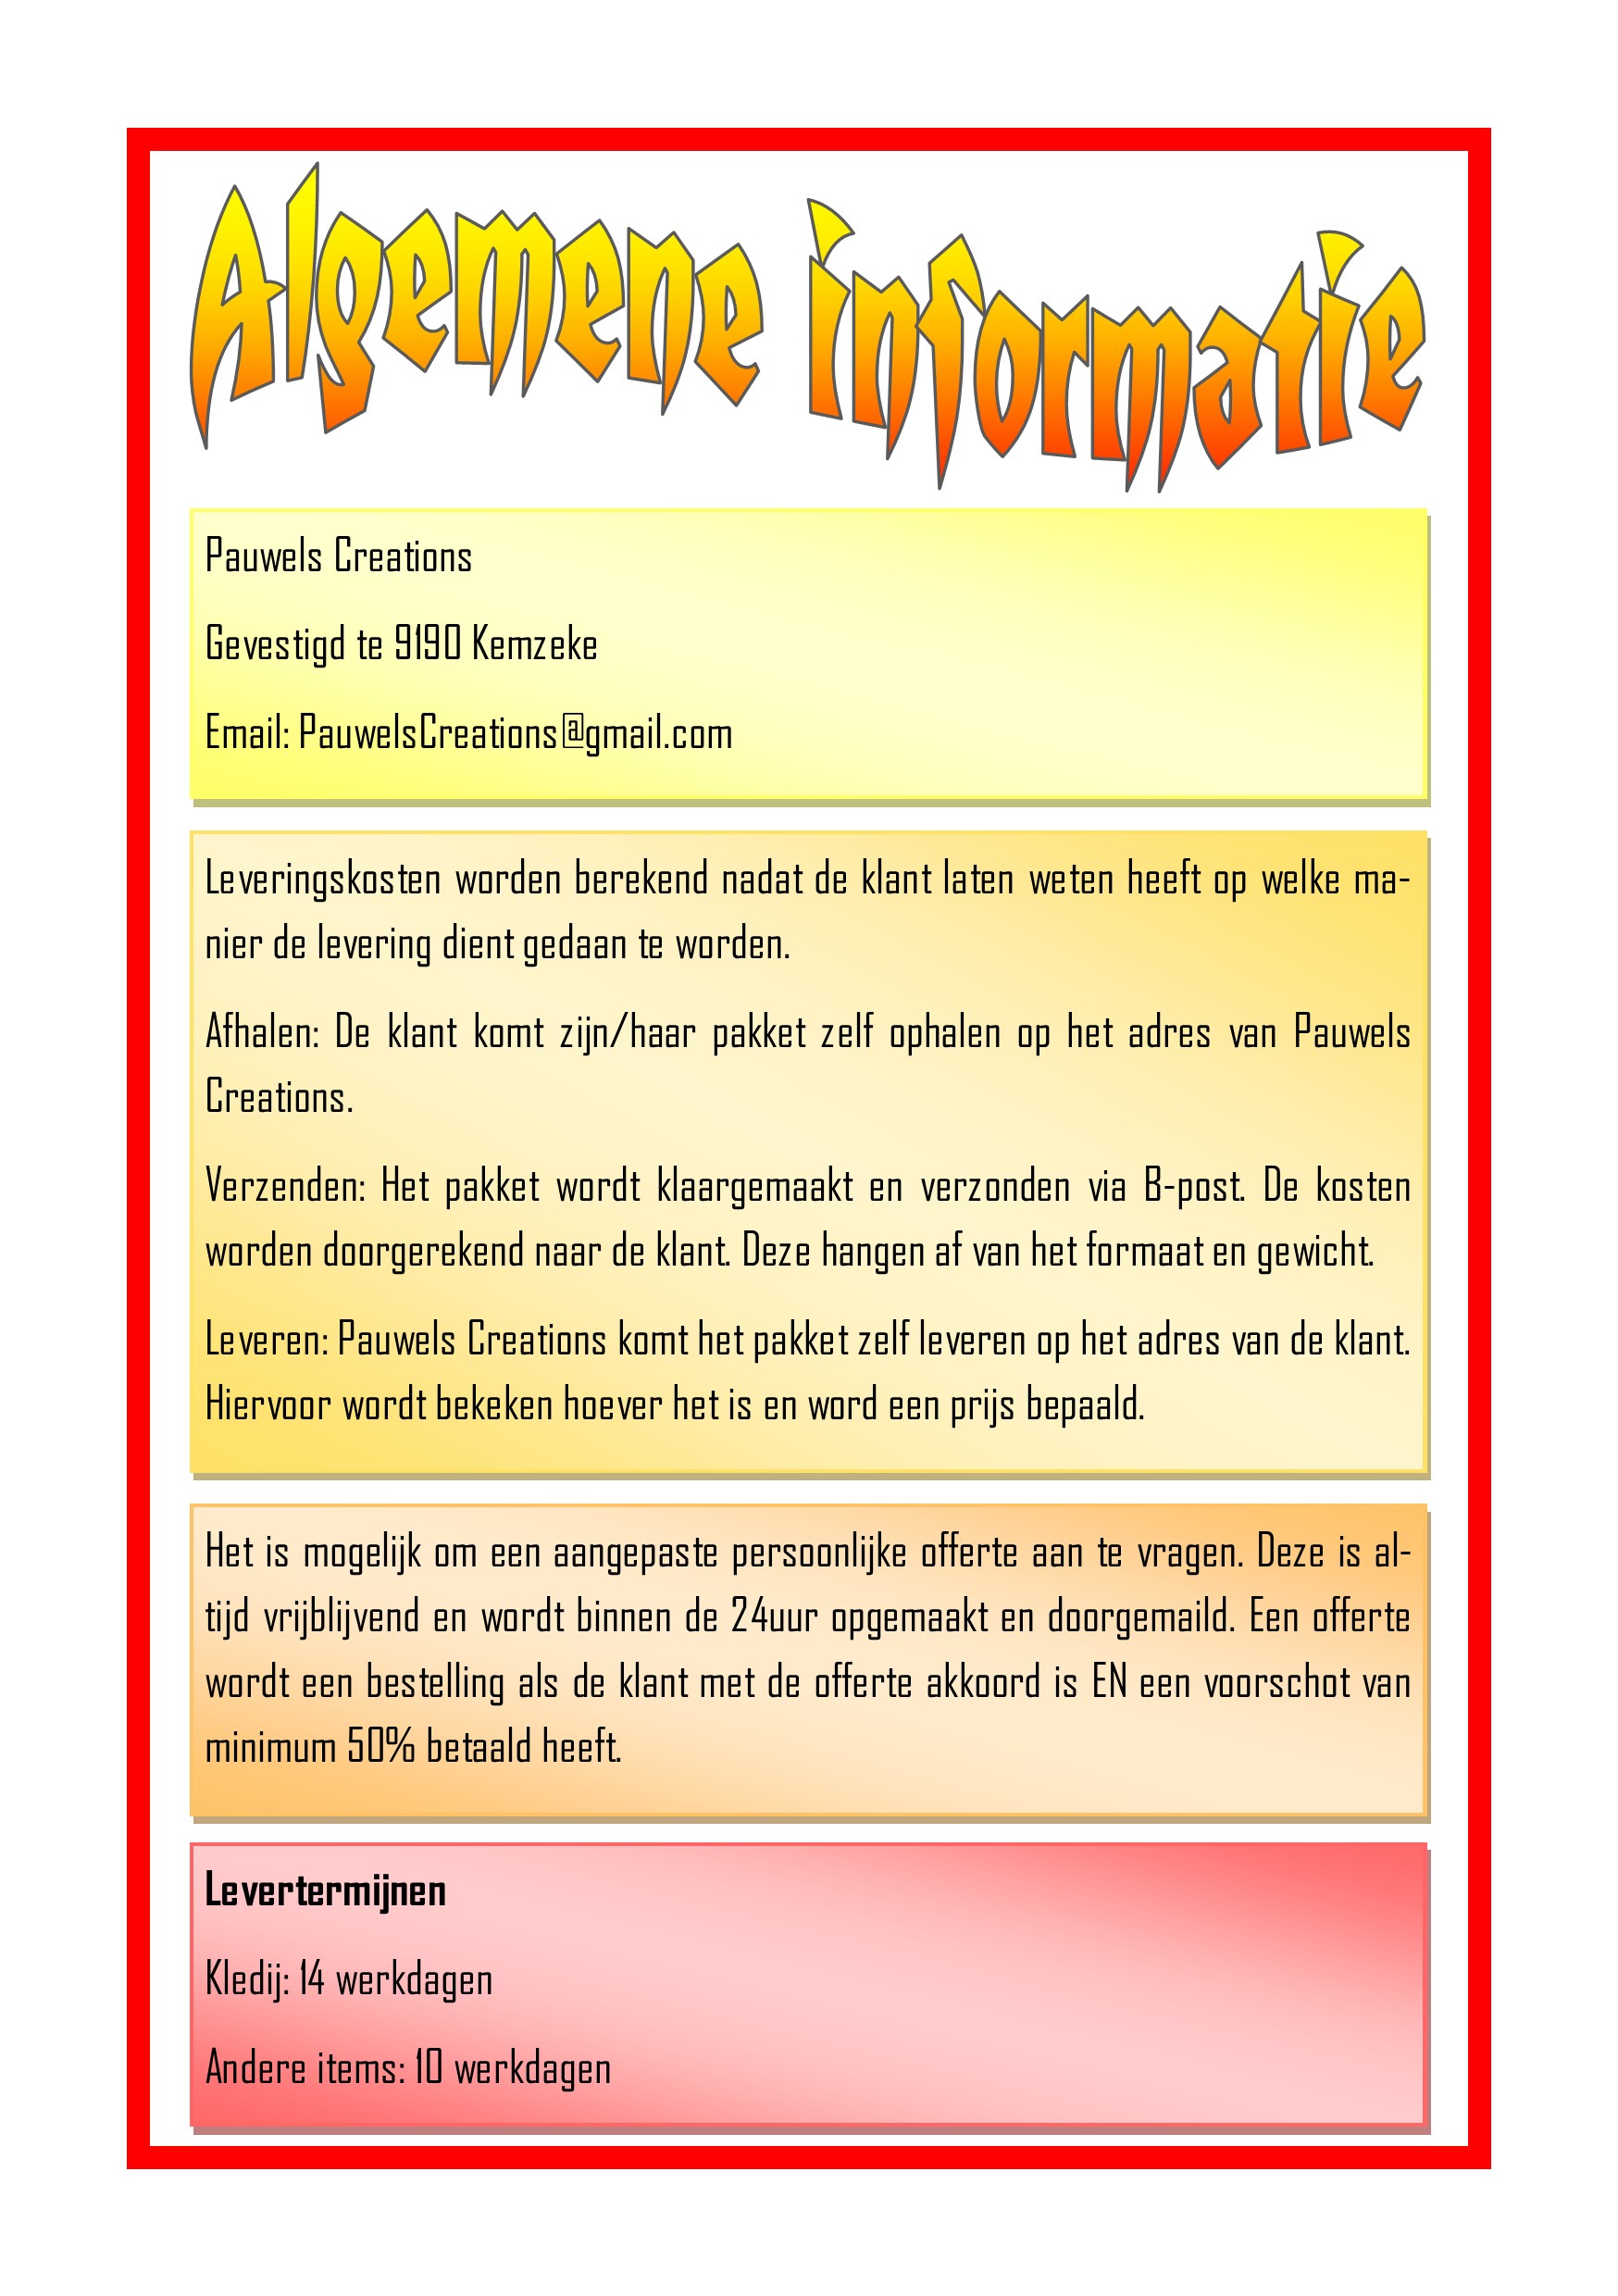 Algemene informatie
Pauwels Creations
Gevestigd te 9190 Kemzeke
Email: PauwelsCreations@gmail.com
Leveringskosten worden berekend nadat de klant laten weten heeft op welke ma-
nier de levering dient gedaan te worden.
Afhalen: De klant komt zijn/haar pakket zelf ophalen op het adres van Pauwels
Creations.
Verzenden: Het pakket wordt klaargemaakt en verzonden via B-post. De kosten
worden doorgerekend naar de klant. Deze hangen af van het formaat en gewicht.
Leveren: Pauwels Creations komt het pakket zelf leveren op het adres van de klant.
Hiervoor wordt bekeken hoever het is en word een prijs bepaald.
Het is mogelijk om een aangepaste persoonlijke offerte aan te vragen. Deze is al-
tijd vrijblijvend en wordt binnen de 24uur opgemaakt en doorgemaild. Een offerte
wordt een bestelling als de klant met de offerte akkoord is EN een voorschot van
minimum 50% betaald heeft.
Levertermijnen
Kledij: 14 werkdagen
Andere items: 10 werkdagen